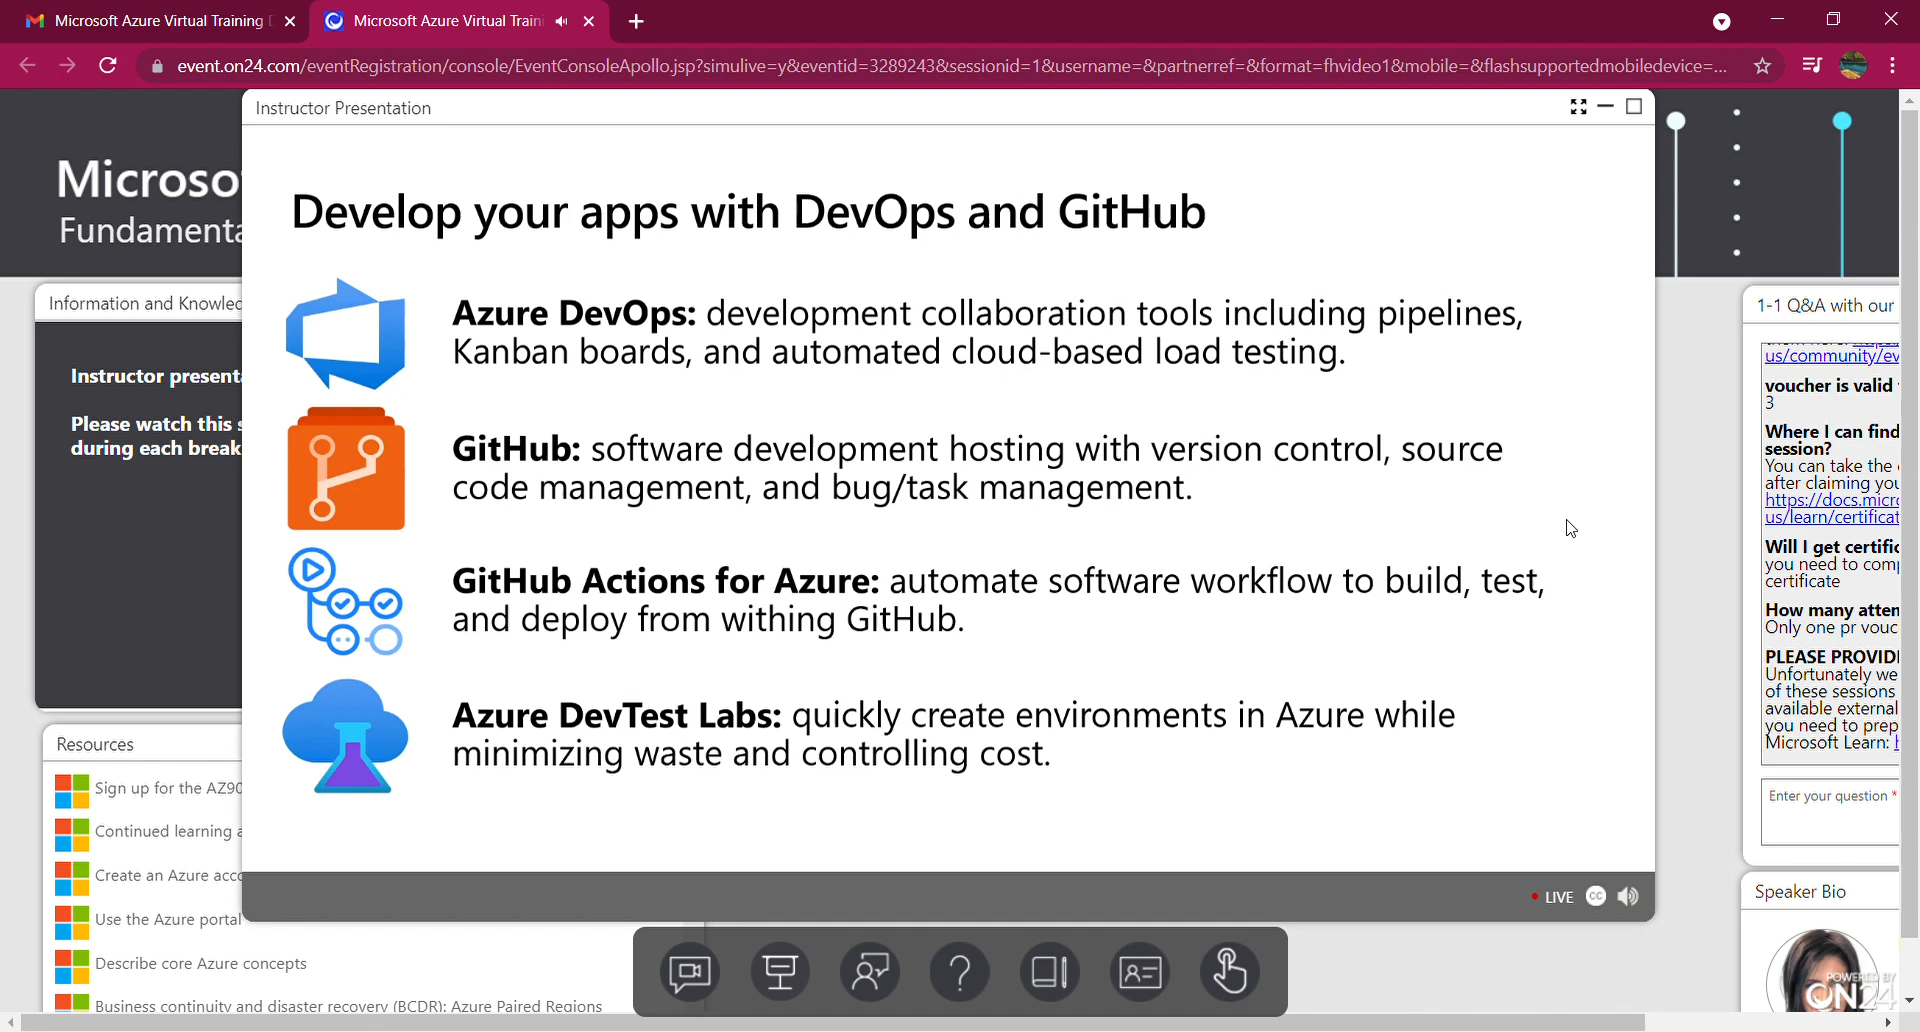 Microsoft Azure Virtual Training
Microsoft Azure Virtual Traini
event.on24.com/eventRegistration/console/EventConsoleApollo.jsp?simulive=y&eventid=3289243&sessionid=1&username=&partnerref=&format=fhvideo1&mobile=&flashsupportedmobiledevice=...
Microso
Fundamenta
Instructor Presentation
Develop your apps with DevOps and GitHub
Azure DevOps: development collaboration tools including pipelines,
Kanban boards, and automated cloud-based load testing.
GitHub: software development hosting with version control, source
code management, and bug/task management.
GitHub Actions for Azure: automate software workflow to build, test,
and deploy from withing GitHub.
Azure DevTest Labs: quickly create environments in Azure while
minimizing waste and controlling cost.
LIVE
CC
Information and Knowled
Instructor presenta
Please watch this s
during each break
Resources
Sign up for the AZ90
Continued learning a
Create an Azure acco
Use the Azure portal
Describe core Azure concepts
Business continuity and disaster recovery (BCDR): Azure Paired Regions
1-1 Q&A with our
us/community/ev
voucher is valid
3
Where I can find
session?
You can take the
after claiming you
https://docs.micro
us/learn/certificat
Will I get certific
you need to comp
certificate
How many attem
Only one pr vouc
PLEASE PROVIDE
Unfortunately we
of these sessions
available external
you need to prep
Microsoft Learn: h
Enter your question *
Speaker Bio
POWERED BY
ON24